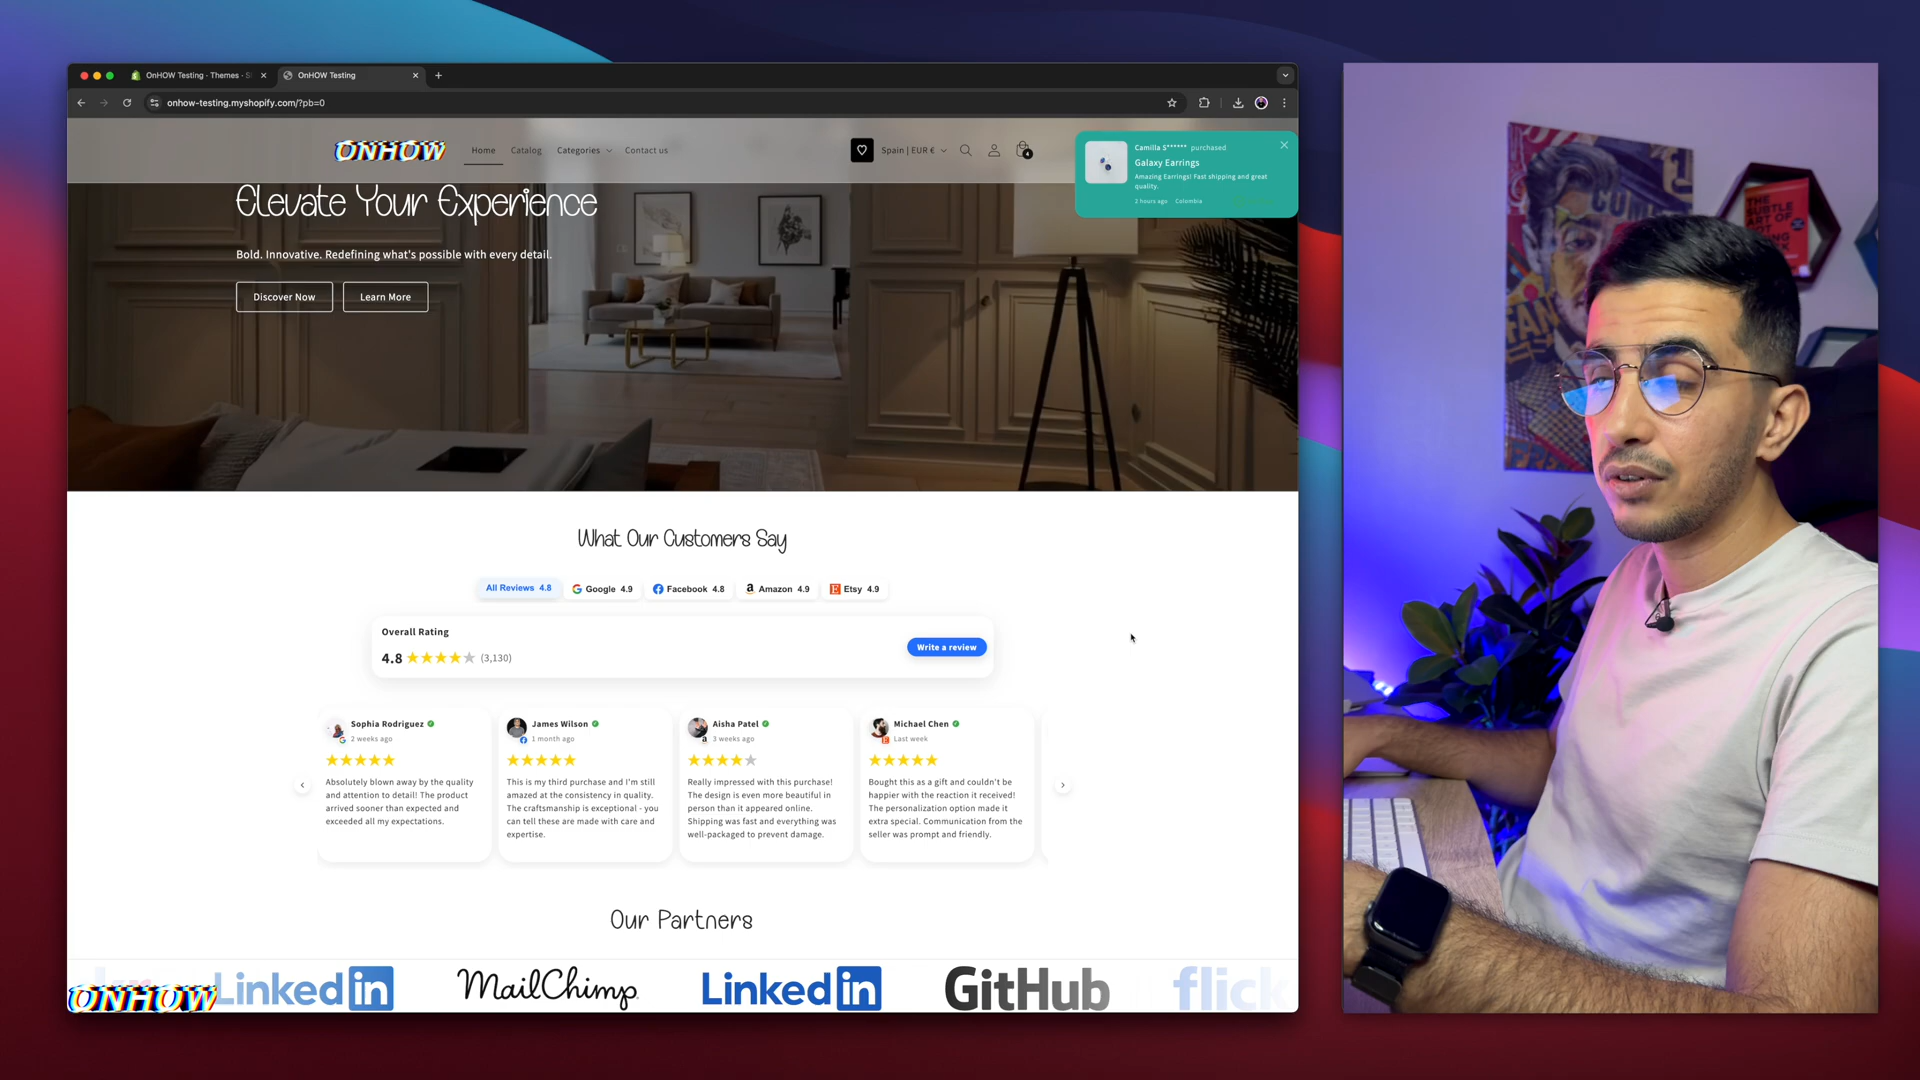 OnHOW Testing · Themes · S
OnHOW Testing
onhow-testing.myshopify.com/?pb=0
ONHOW
Home
Catalog
Categories
Contact us
Spain | EUR €
4
Camilla S****** purchased
Galaxy Earrings
Amazing Earrings! Fast shipping and great
quality.
2 hours ago Colombia
Elevate Your Experience
Bold. Innovative. Redefining what's possible with every detail.
Discover Now
Learn More
What Our Customers Say
All Reviews 4.8
Google 4.9
Facebook 4.8
Amazon 4.9
Etsy 4.9
Overall Rating
4.8 (3,130)
Write a review
Sophia Rodriguez
2 weeks ago
Absolutely blown away by the quality
and attention to detail! The product
arrived sooner than expected and
exceeded all my expectations.
James Wilson
1 month ago
This is my third purchase and I'm still
amazed at the consistency in quality.
The craftsmanship is exceptional - you
can tell these are made with care and
expertise.
Aisha Patel
3 weeks ago
Really impressed with this purchase!
The design is even more beautiful in
person than it appeared online.
Shipping was fast and everything was
well-packaged to prevent damage.
Michael Chen
Last week
Bought this as a gift and couldn't be
happier with the reaction it received!
The personalization option made it
extra special. Communication from the
seller was prompt and friendly.
Our Partners
LinkedIn
MailChimp
LinkedIn
GitHub
flick
ONHOW
THE
SUBTLE
ART OF